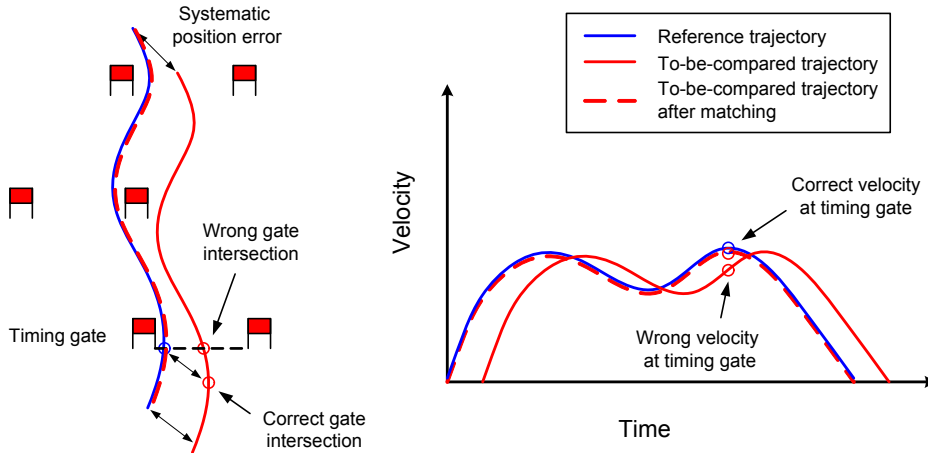 Systematic
position error
Wrong gate
intersection
Timing gate
Correct gate
intersection
Reference trajectory
To-be-compared trajectory
To-be-compared trajectory
after matching
Velocity
Correct velocity
at timing gate
Wrong velocity
at timing gate
Time